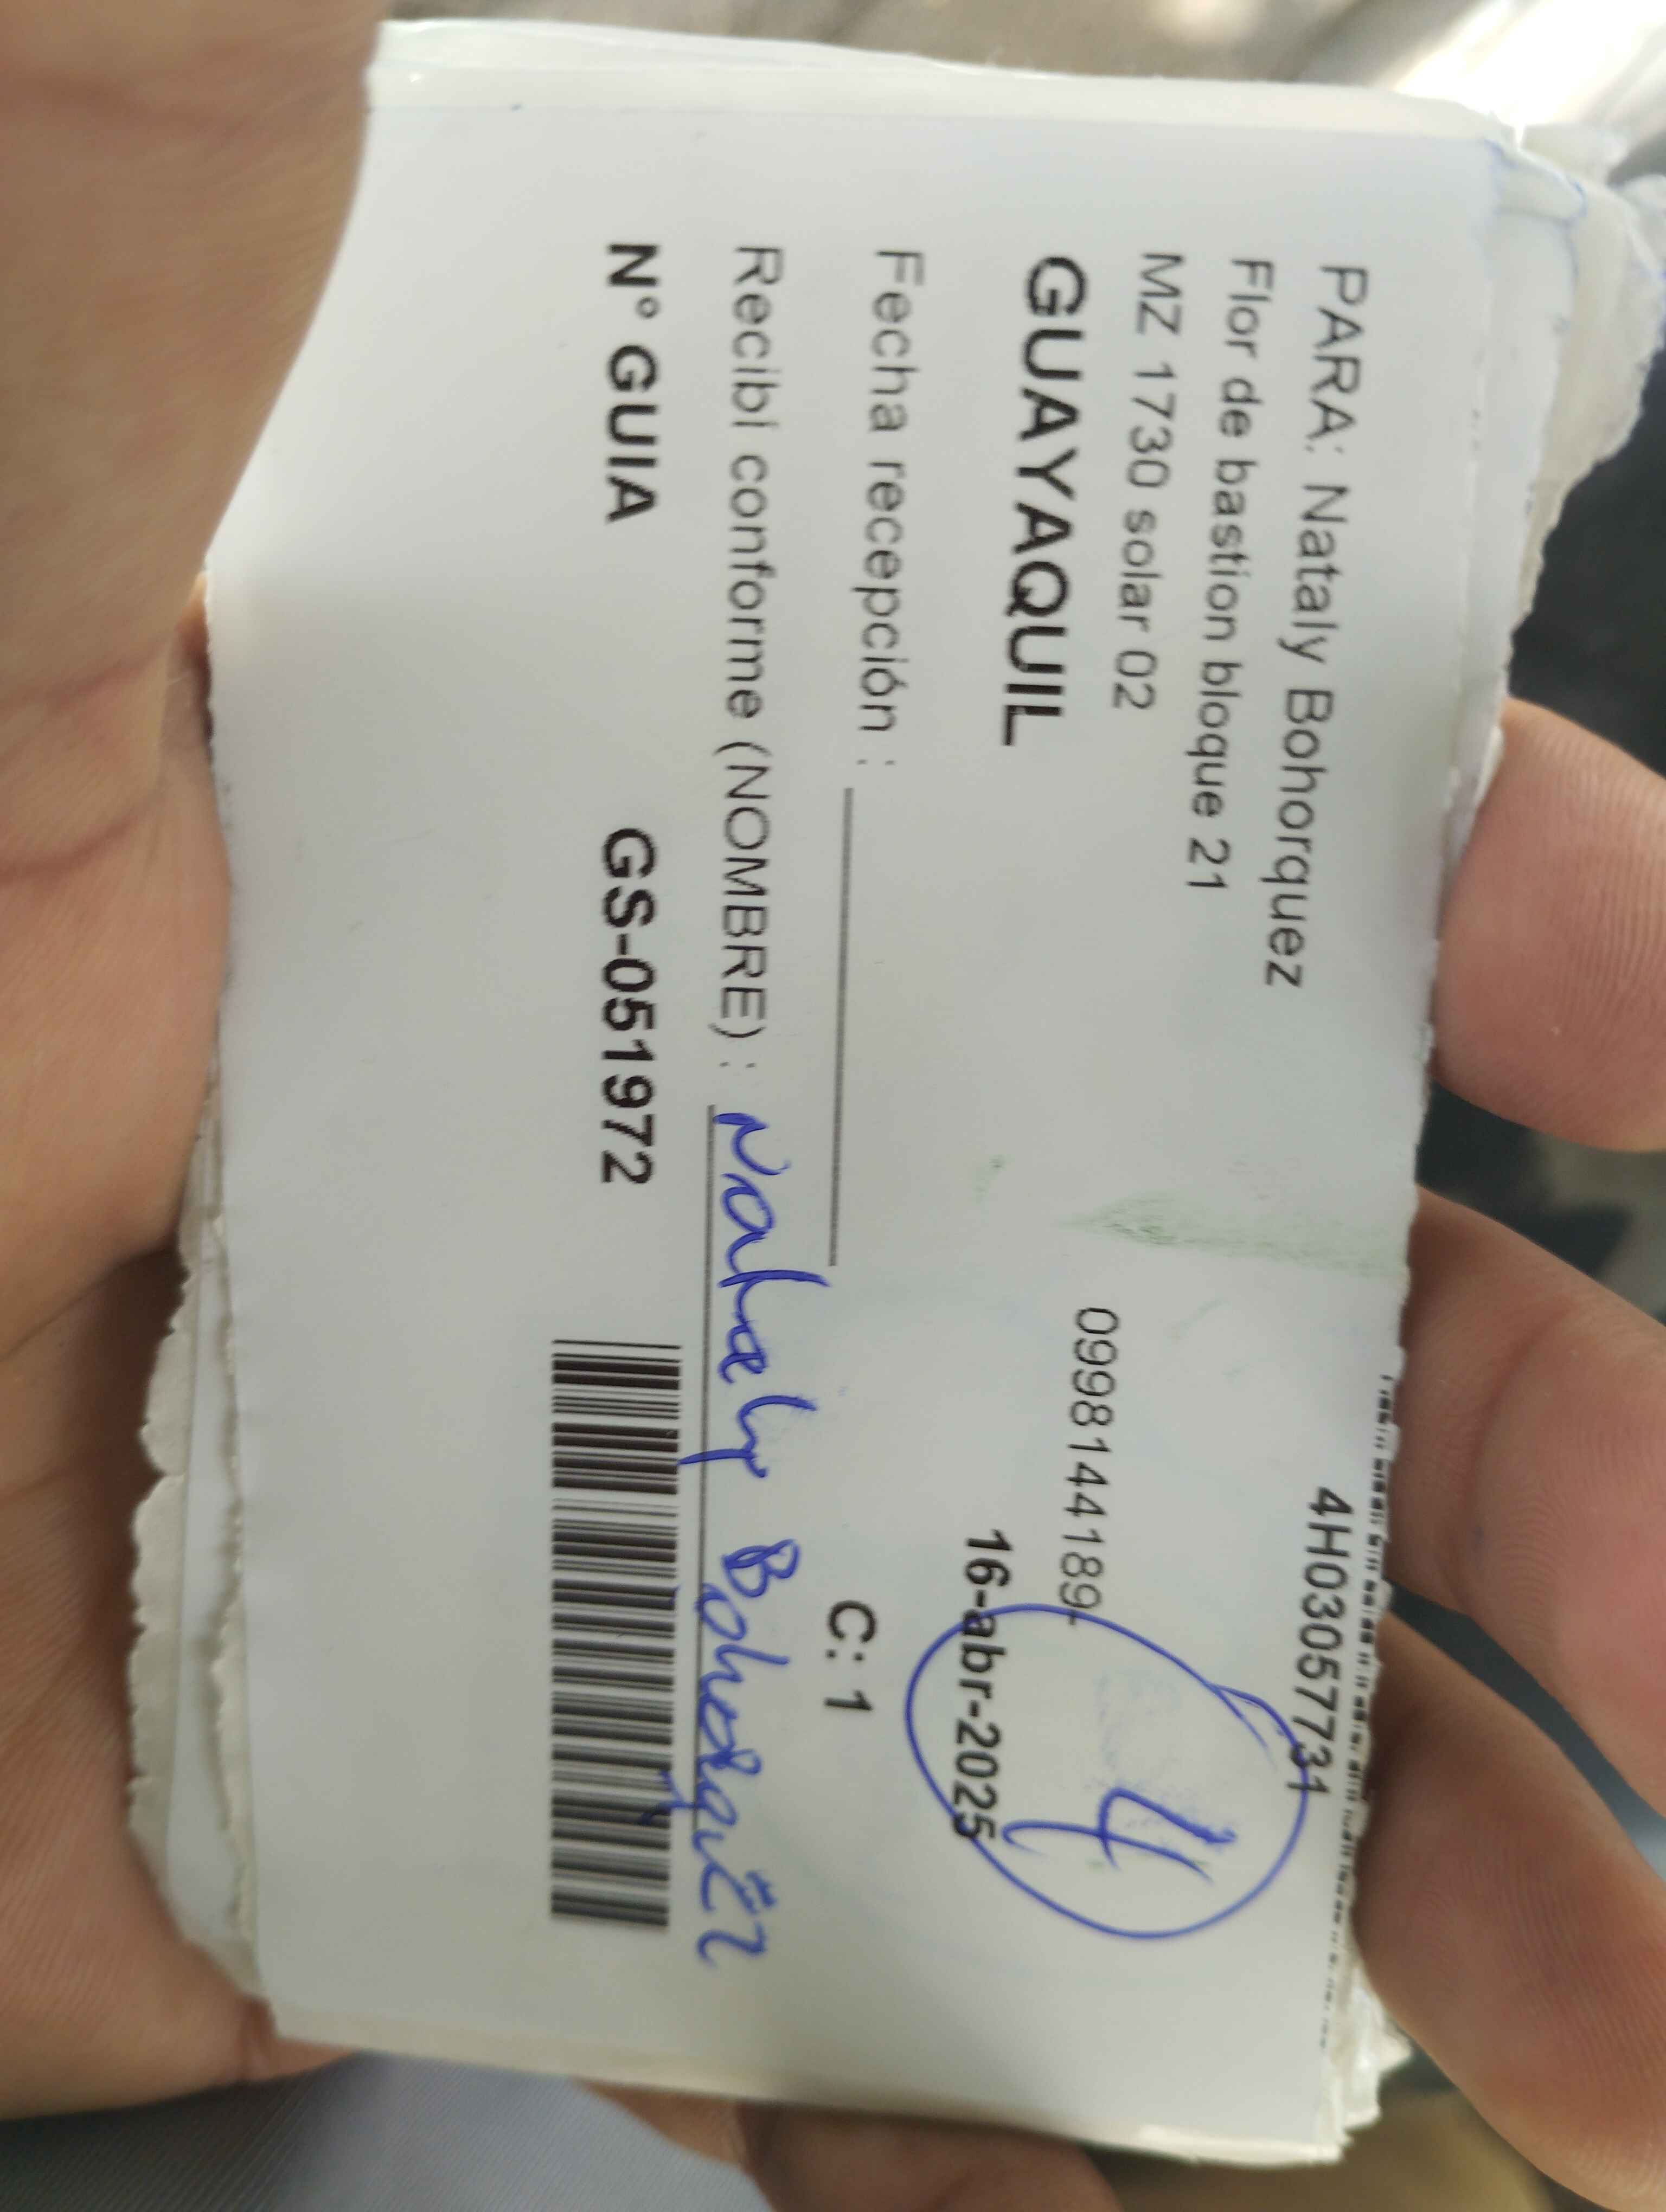 4H03057731
PARA: Nataly Bohorquez
Flor de bastion bloque 21
MZ 1730 solar 02
0998144189-
4
GUAYAQUIL
16-abr-2025
Fecha recepción :
C: 1
Recibí conforme (NOMBRE) : Nataly Bohorquez
N° GUIA GS-051972